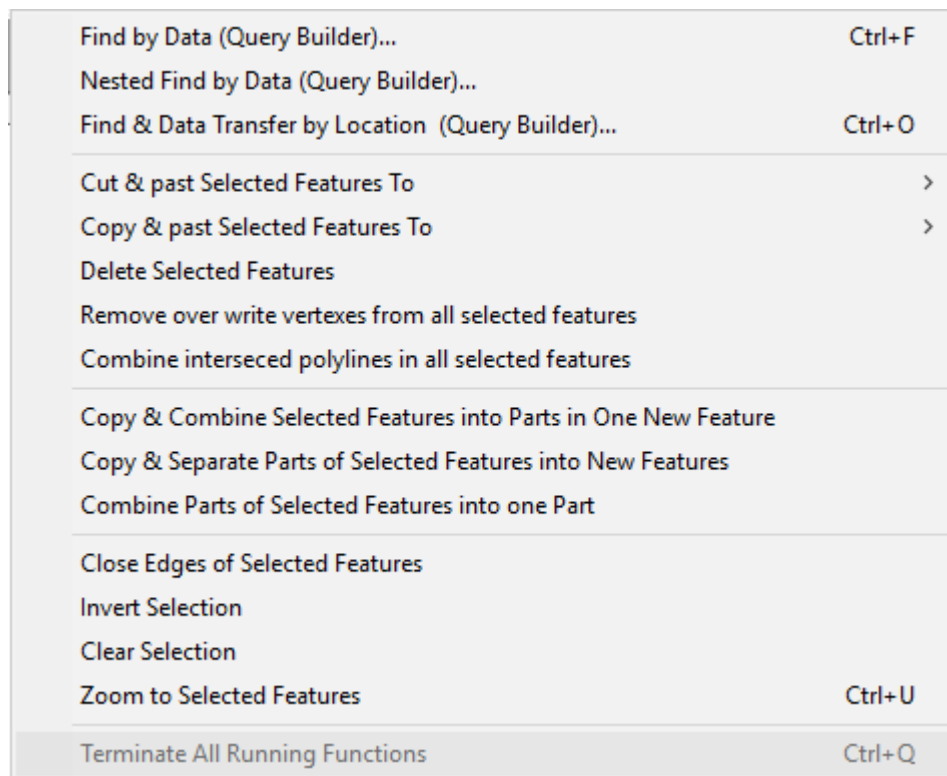 Find by Data (Query Builder)... Ctrl+F
Nested Find by Data (Query Builder)...
Find & Data Transfer by Location  (Query Builder)... Ctrl+O
Cut & past Selected Features To >
Copy & past Selected Features To >
Delete Selected Features
Remove over write vertexes from all selected features
Combine interseced polylines in all selected features
Copy & Combine Selected Features into Parts in One New Feature
Copy & Separate Parts of Selected Features into New Features
Combine Parts of Selected Features into one Part
Close Edges of Selected Features
Invert Selection
Clear Selection
Zoom to Selected Features Ctrl+U
Terminate All Running Functions Ctrl+Q